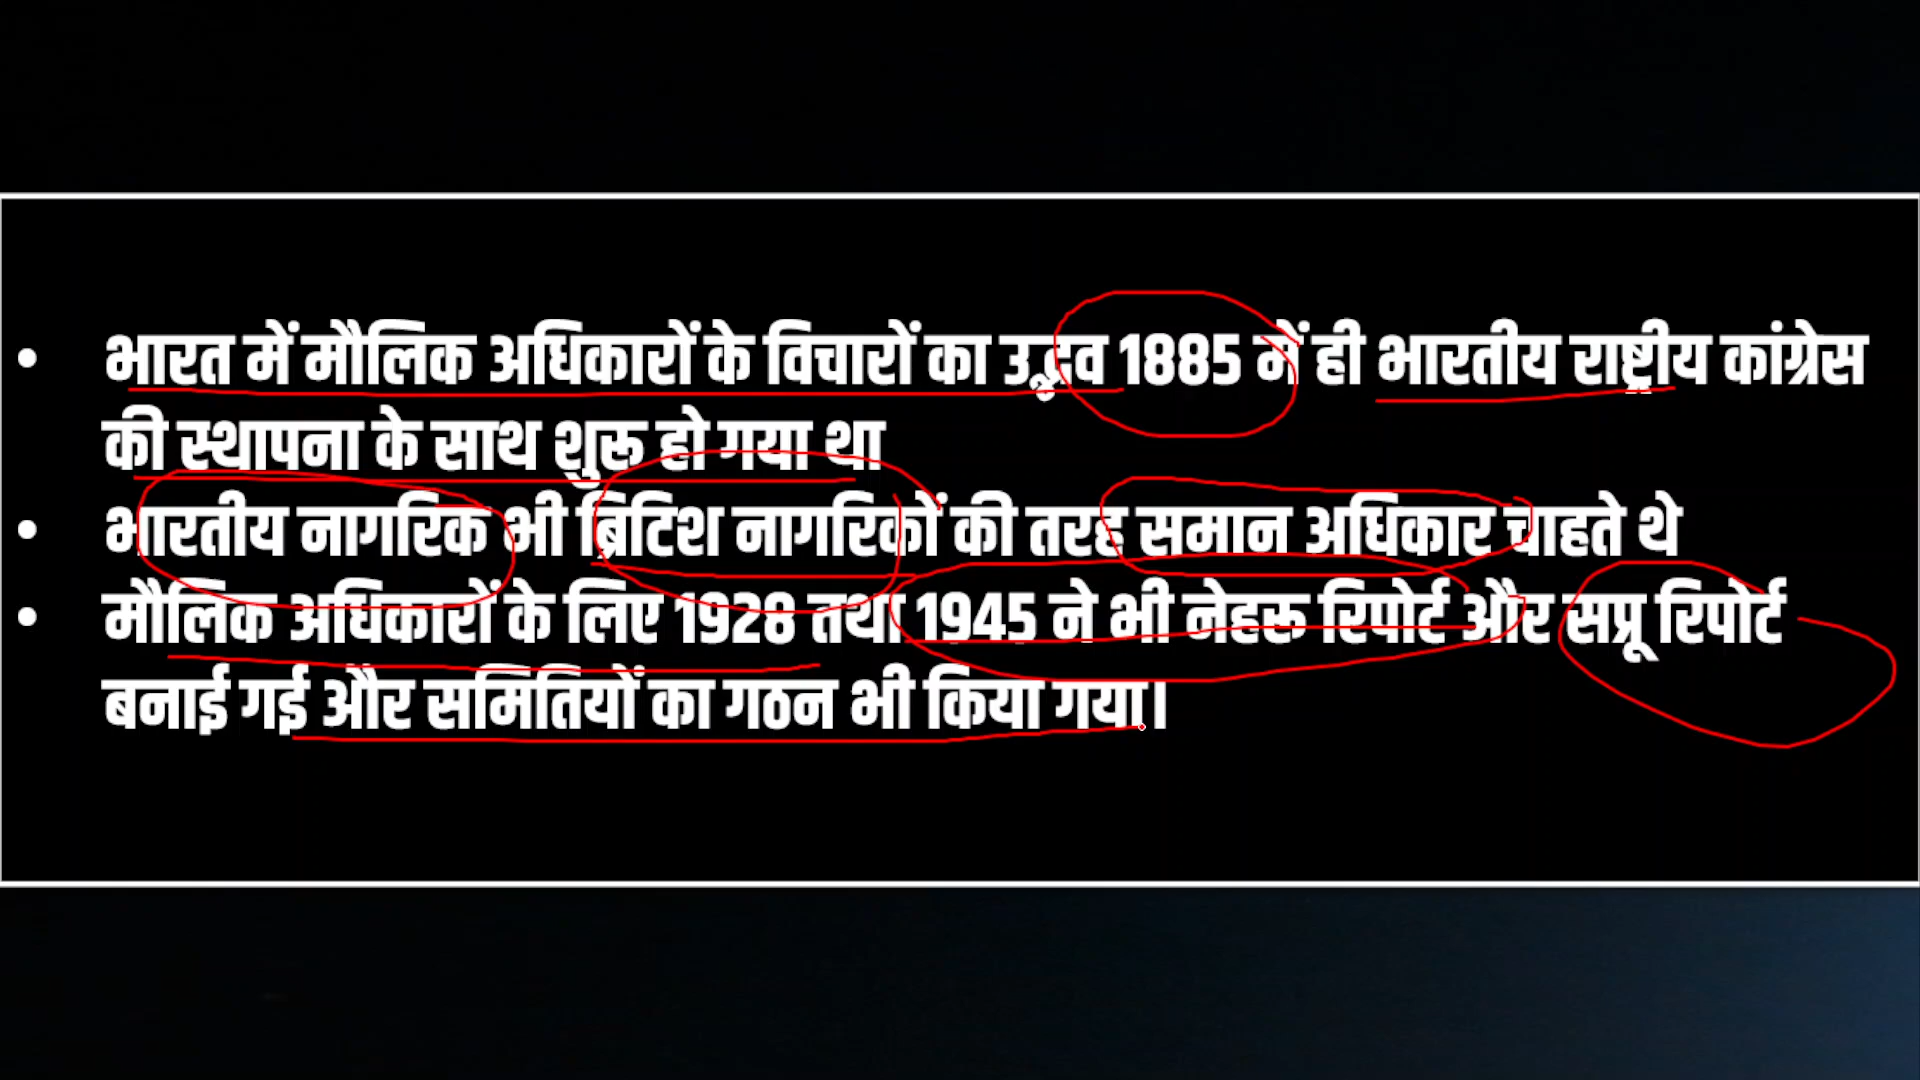 • भारत में मौलिक अधिकारों के विचारों का उद्भव 1885 में ही भारतीय राष्ट्रीय कांग्रेस
की स्थापना के साथ शुरू हो गया था
• भारतीय नागरिक भी ब्रिटिश नागरिकों की तरह समान अधिकार चाहते थे
• मौलिक अधिकारों के लिए 1928 तथा 1945 ने भी नेहरू रिपोर्ट और सप्रू रिपोर्ट
बनाई गई और समितियों का गठन भी किया गया।